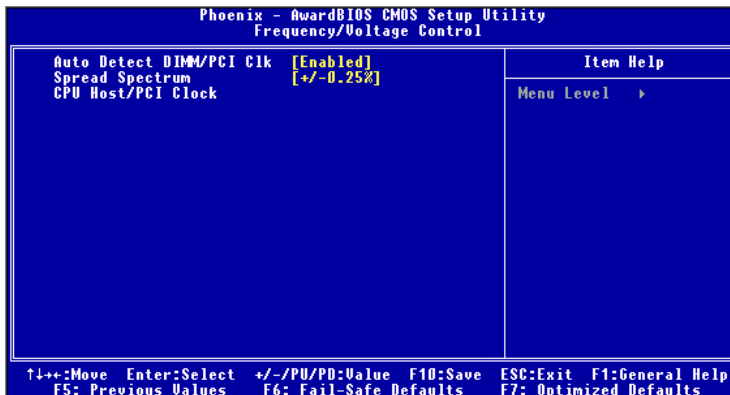 Phoenix - AwardBIOS CMOS Setup Utility
Frequency/Voltage Control
Auto Detect DIMM/PCI Clk [Enabled]
Spread Spectrum [+/-0.25%]
CPU Host/PCI Clock
Item Help
Menu Level ▸
↑↓→←:Move Enter:Select +/-/PU/PD:Value F10:Save ESC:Exit F1:General Help
F5: Previous Values F6: Fail-Safe Defaults F7: Optimized Defaults